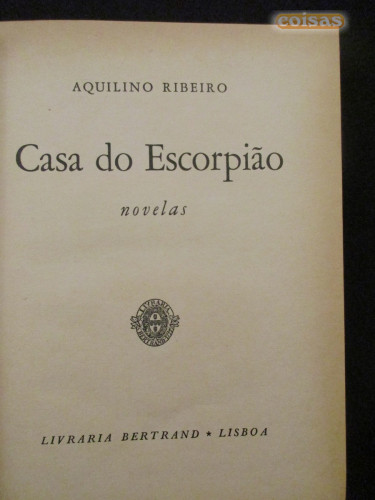 coisas
AQUILINO RIBEIRO
Casa do Escorpião
novelas
LIVRARIA BERTRAND ★ LISBOA